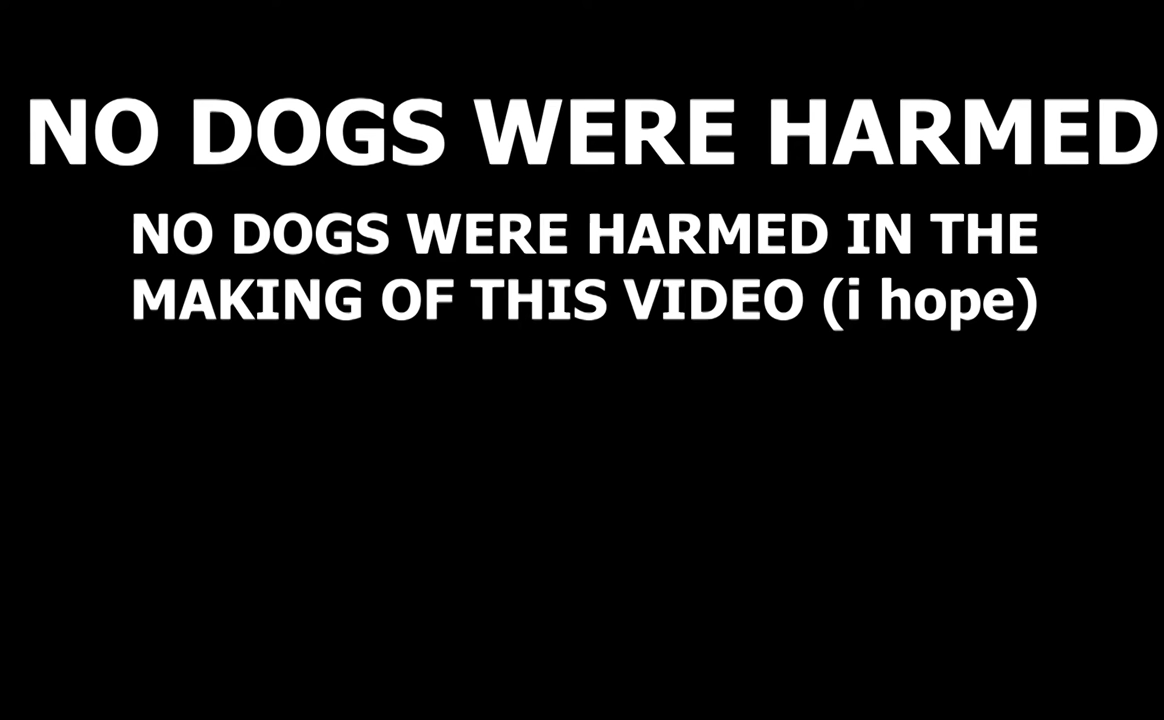 NO DOGS WERE HARMED
NO DOGS WERE HARMED IN THE
MAKING OF THIS VIDEO (i hope)